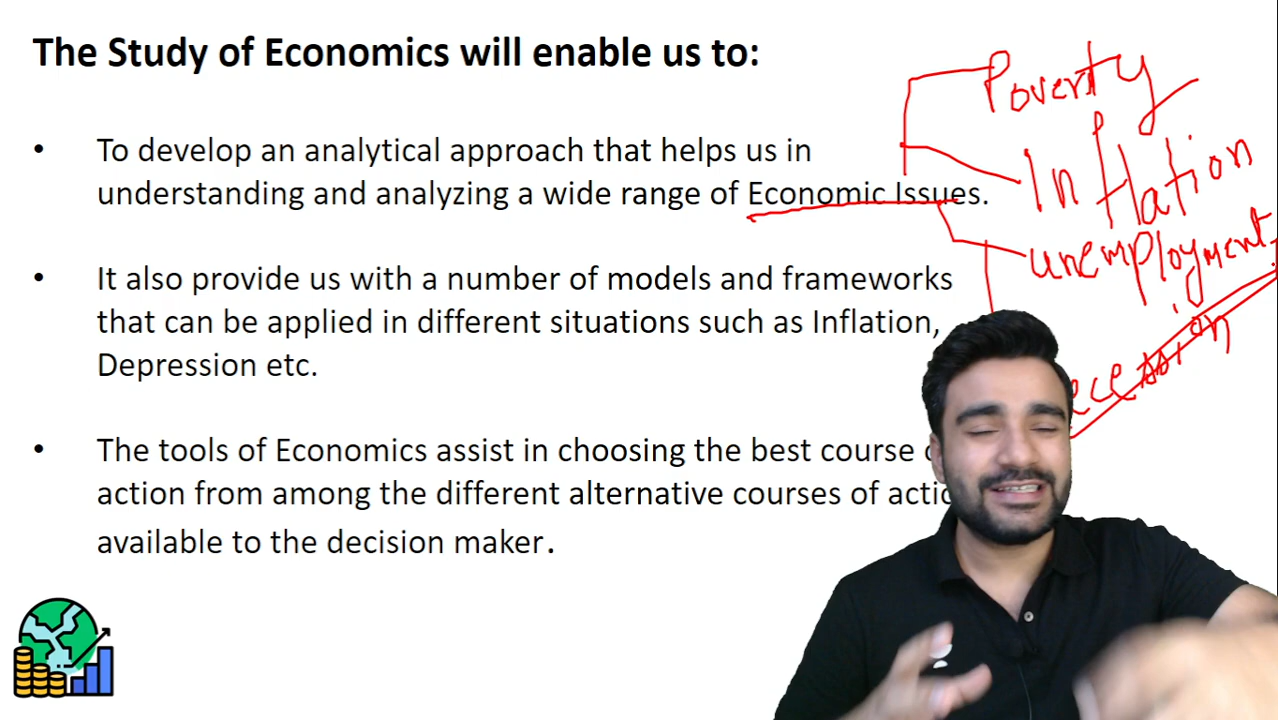 The Study of Economics will enable us to:
• To develop an analytical approach that helps us in
understanding and analyzing a wide range of Economic Issues.
• It also provide us with a number of models and frameworks
that can be applied in different situations such as Inflation,
Depression etc.
• The tools of Economics assist in choosing the best course
action from among the different alternative courses of actio
available to the decision maker.
Poverty
Inflation
unemployment
ecession